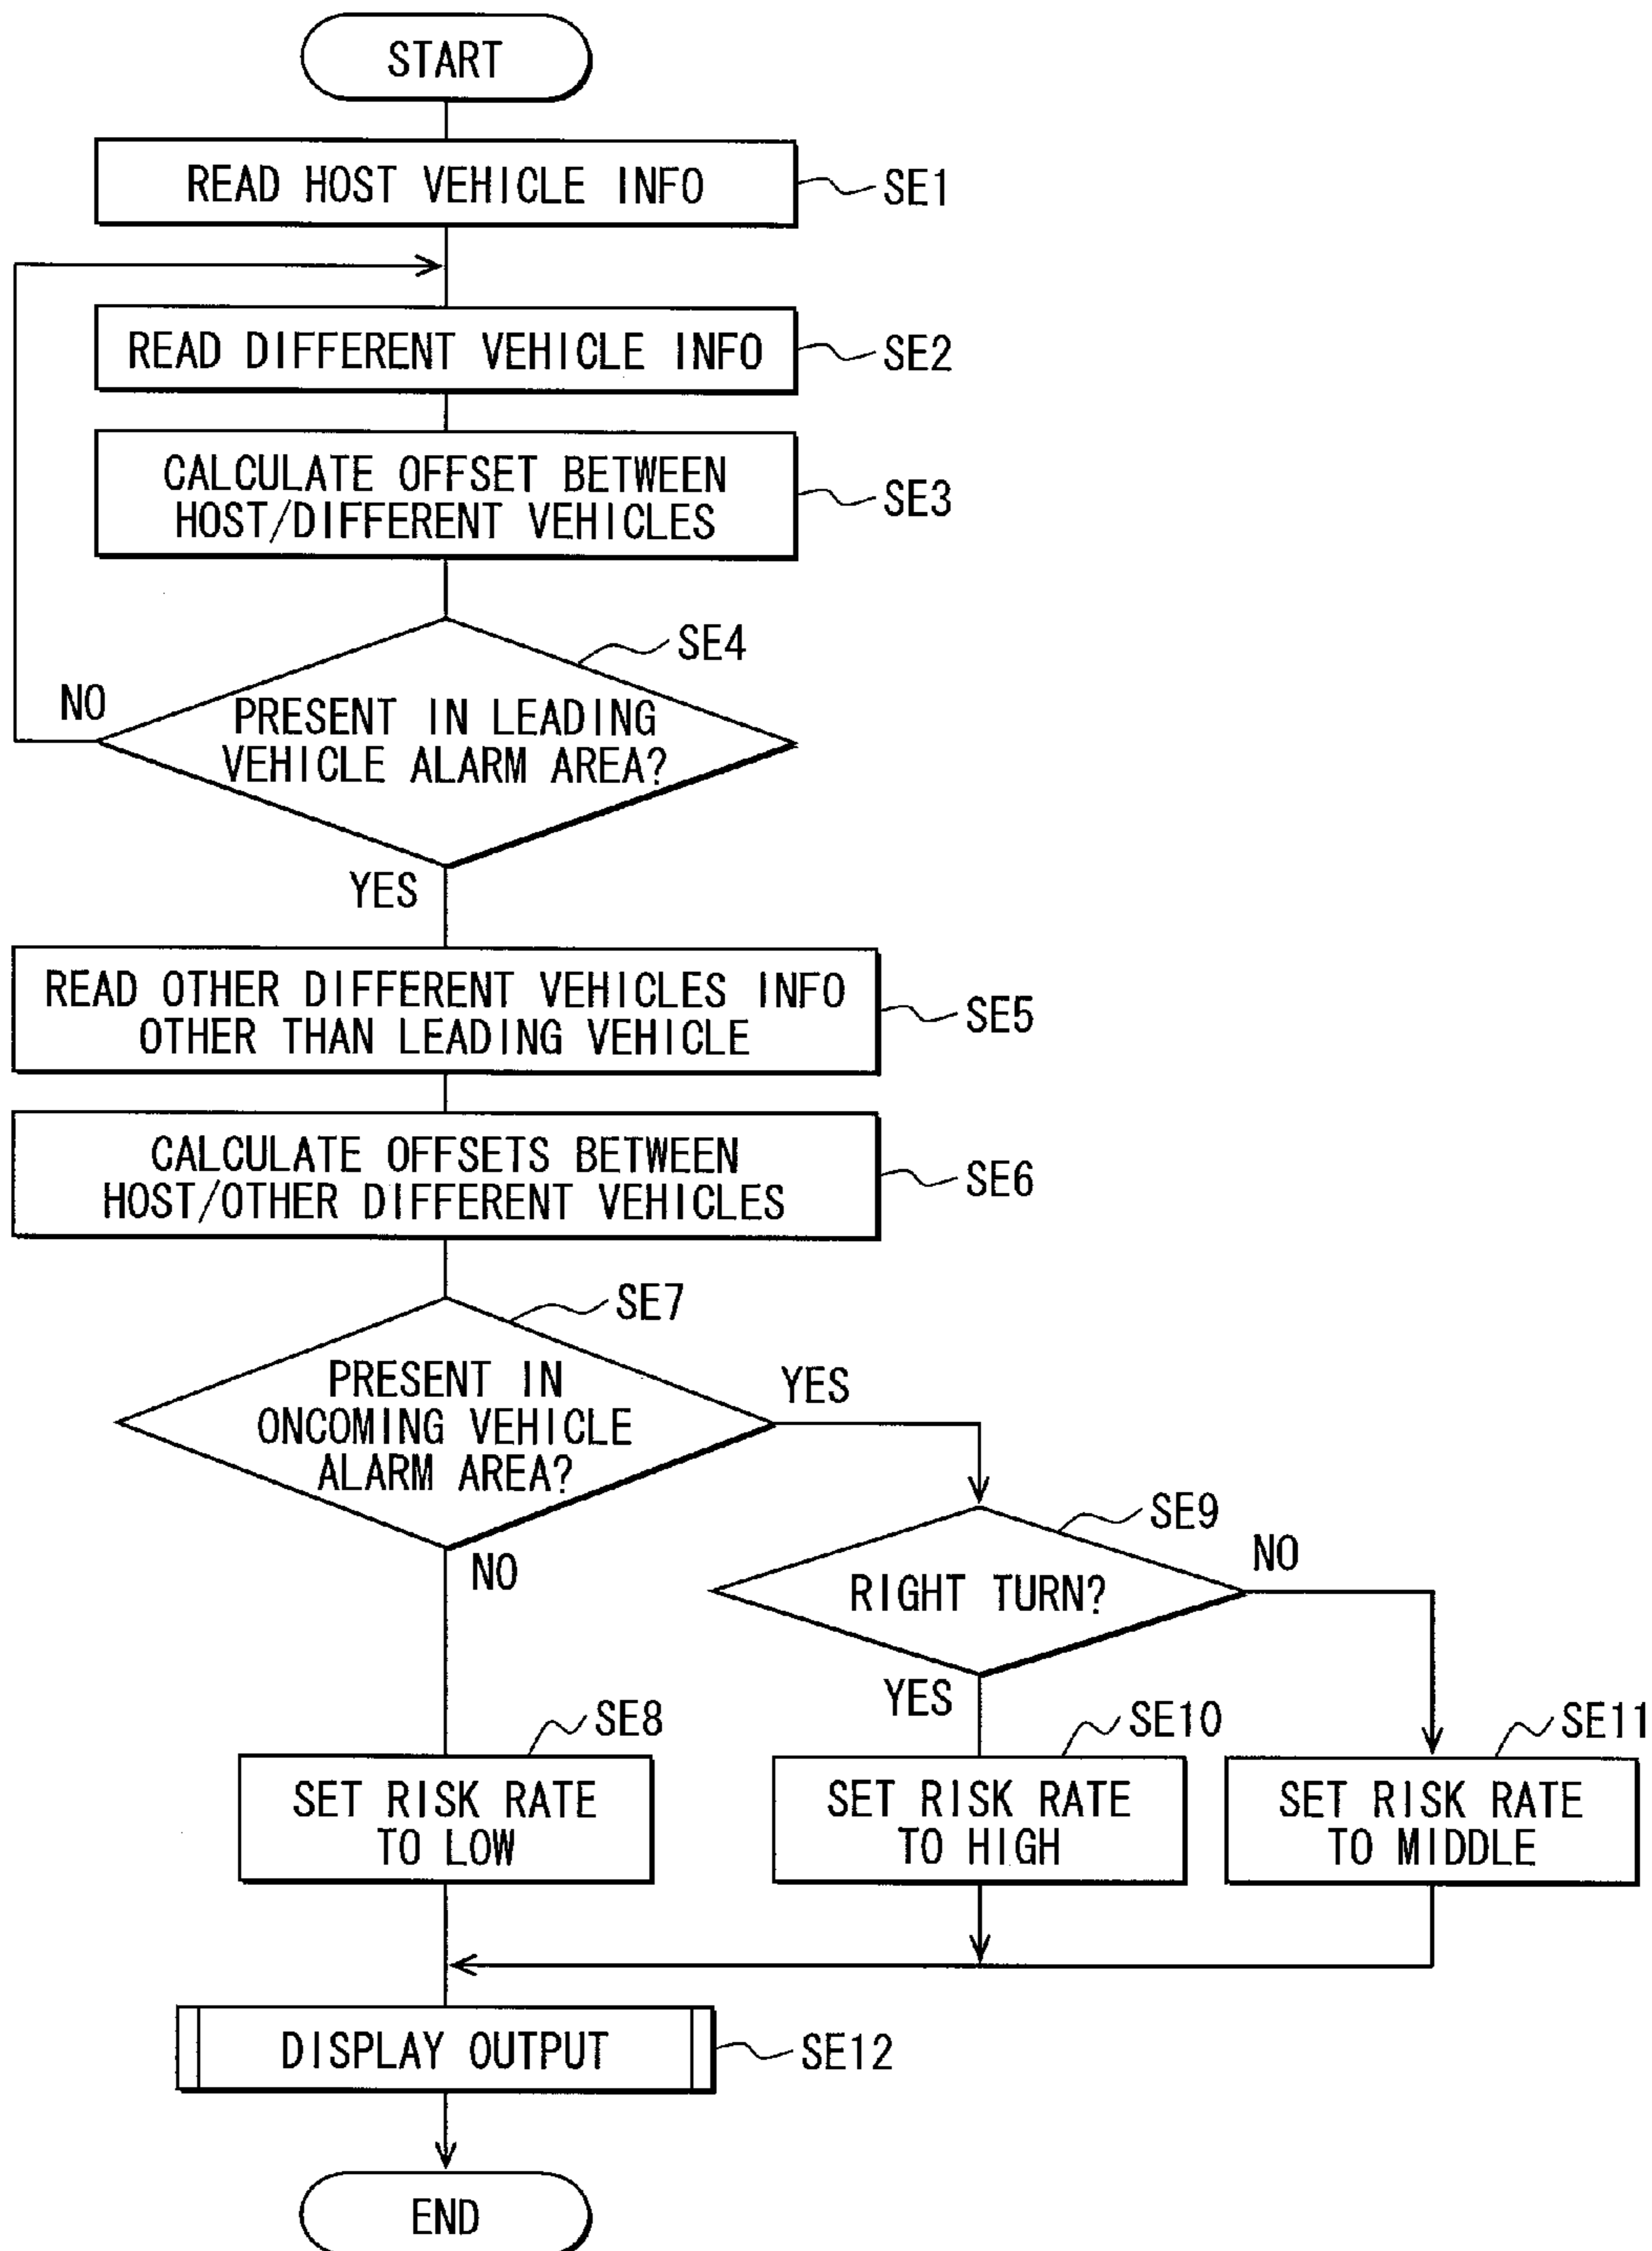 START
READ HOST VEHICLE INFO
SE1
READ DIFFERENT VEHICLE INFO
SE2
CALCULATE OFFSET BETWEEN
HOST/DIFFERENT VEHICLES
SE3
SE4
NO
PRESENT IN LEADING
VEHICLE ALARM AREA?
YES
READ OTHER DIFFERENT VEHICLES INFO
OTHER THAN LEADING VEHICLE
SE5
CALCULATE OFFSETS BETWEEN
HOST/OTHER DIFFERENT VEHICLES
SE6
SE7
PRESENT IN
ONCOMING VEHICLE
ALARM AREA?
YES
NO
SE9
RIGHT TURN?
NO
YES
SE8
SET RISK RATE
TO LOW
SE10
SET RISK RATE
TO HIGH
SE11
SET RISK RATE
TO MIDDLE
DISPLAY OUTPUT
SE12
END